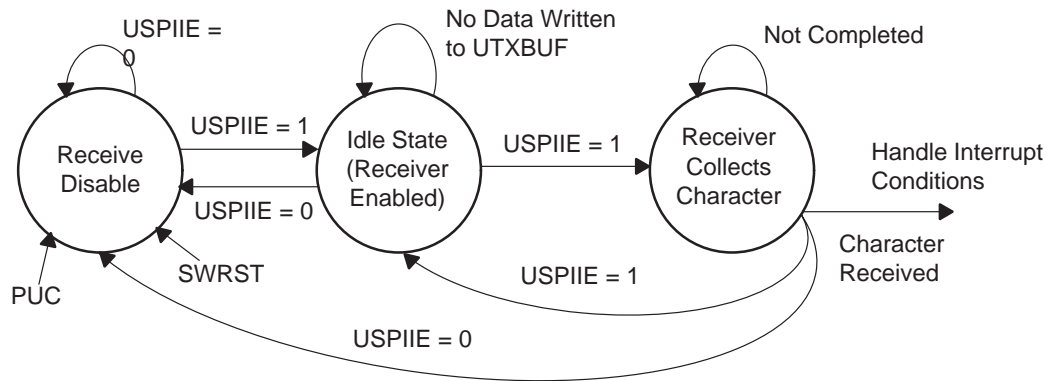 USPIIE =
0
No Data Written
to UTXBUF
Not Completed
Receive
Disable
USPIIE = 1
USPIIE = 0
Idle State
(Receiver
Enabled)
USPIIE = 1
Receiver
Collects
Character
Handle Interrupt
Conditions
Character
Received
PUC
SWRST
USPIIE = 1
USPIIE = 0